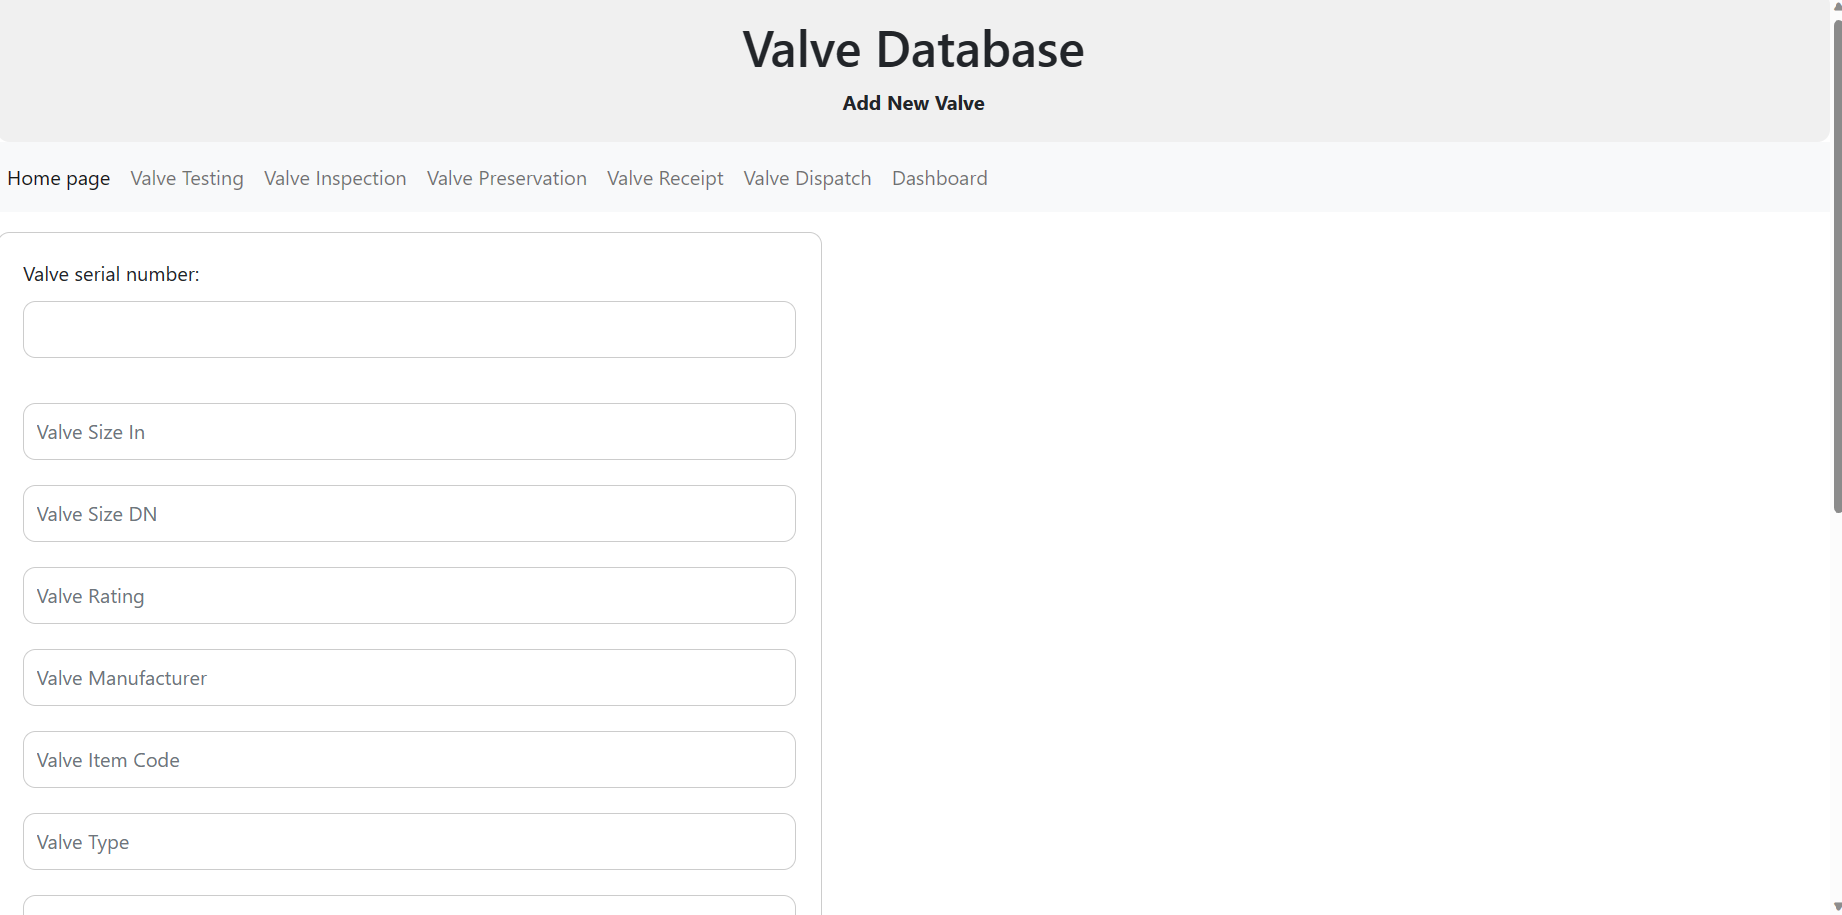 Valve Database
Add New Valve
Home page Valve Testing Valve Inspection Valve Preservation Valve Receipt Valve Dispatch Dashboard
Valve serial number:
Valve Size In
Valve Size DN
Valve Rating
Valve Manufacturer
Valve Item Code
Valve Type